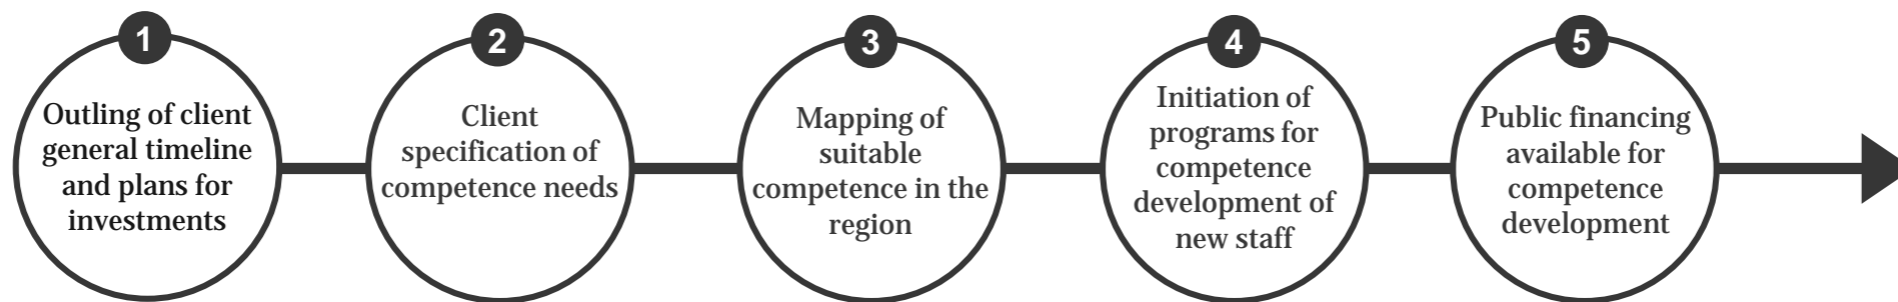 1
Outling of client
general timeline
and plans for
investments
2
Client
specification of
competence needs
3
Mapping of
suitable
competence in the
region
4
Initiation of
programs for
competence
development of
new staff
5
Public financing
available for
competence
development